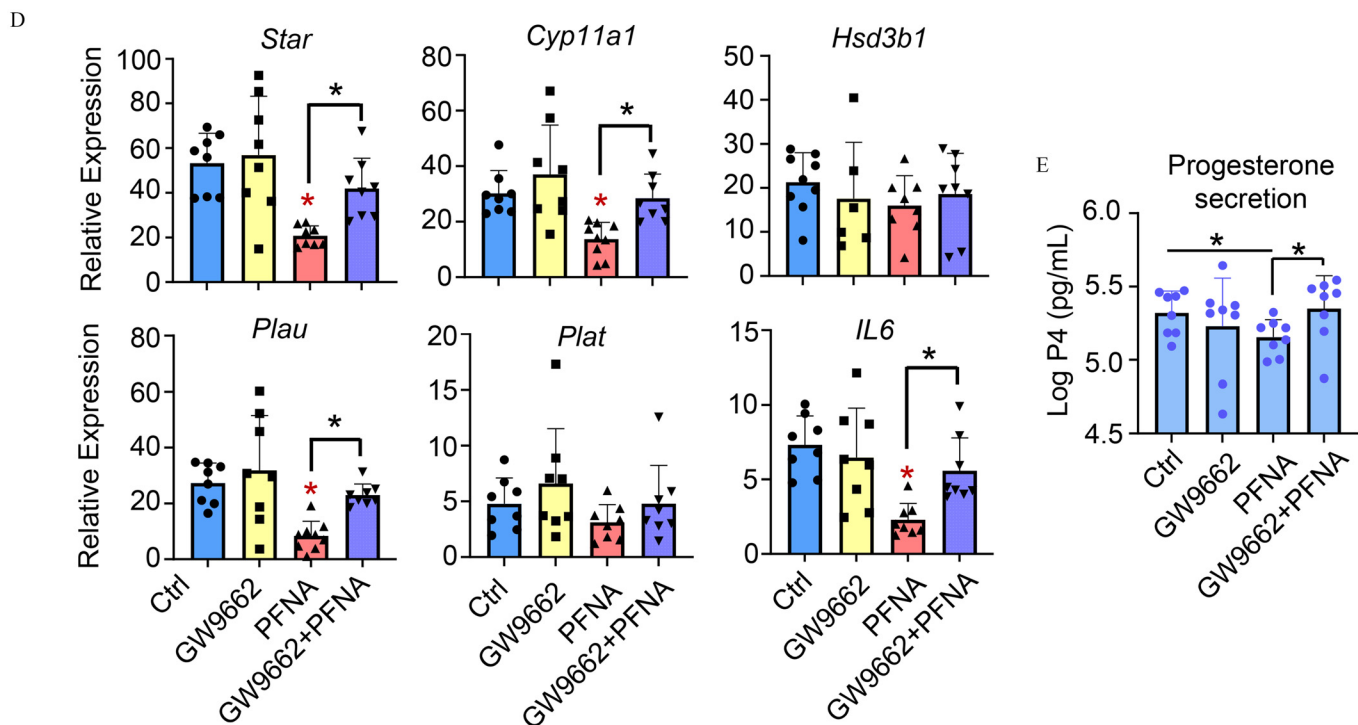 D
Star
Cyp11a1
Hsd3b1
Relative Expression
100
80
60
40
20
0
*
*
80
60
40
20
0
*
*
50
40
30
20
10
0
E
Progesterone
secretion
Log P4 (pg/mL)
6.0
5.5
5.0
4.5
*
*
Ctrl
GW9662
PFNA
GW9662+PFNA
Plau
Plat
IL6
Relative Expression
80
60
40
20
0
*
*
20
15
10
5
0
15
10
5
0
*
*
Ctrl
GW9662
PFNA
GW9662+PFNA
Ctrl
GW9662
PFNA
GW9662+PFNA
Ctrl
GW9662
PFNA
GW9662+PFNA